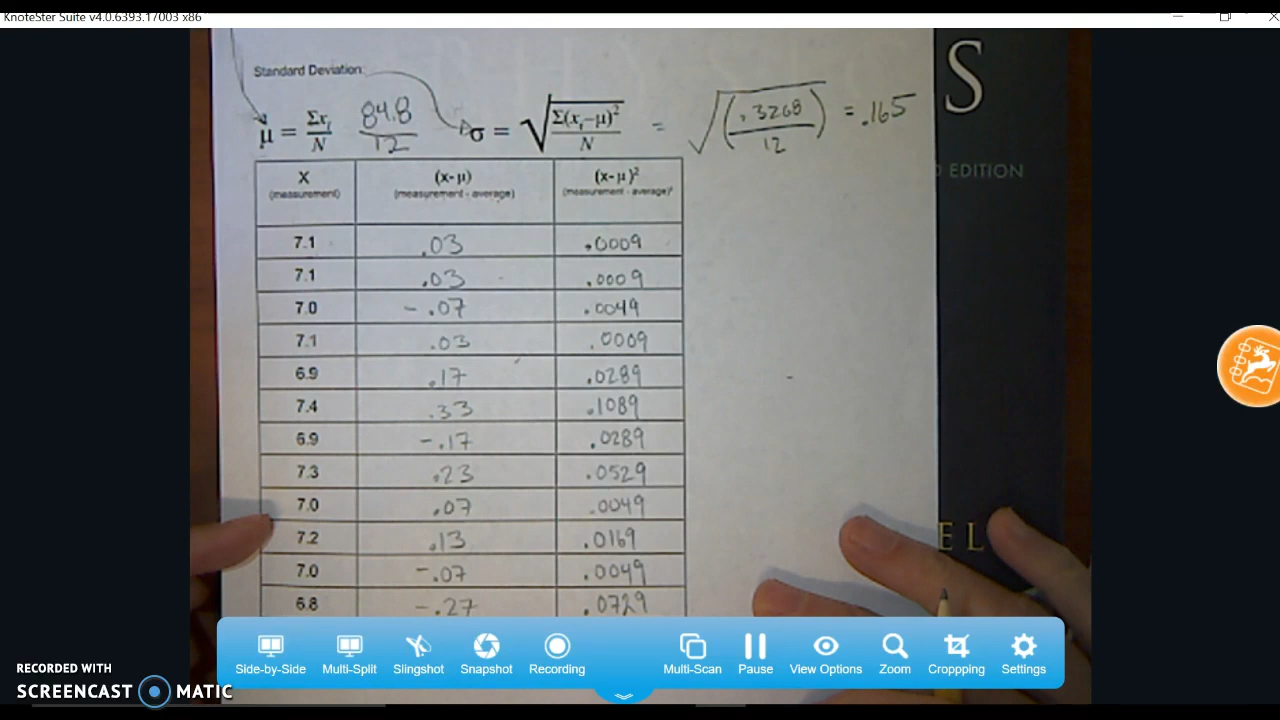 KnoteSter Suite v4.0.6393.17003 x86
S
Standard Deviation:
μ = Σxᵢ/N 84.8/12 σ = √Σ(xᵢ-μ)²/N = √(.3268/12) = .165
D EDITION
X (x-μ) (x-μ)²
(measurement) (measurement - average) (measurement - average)²
7.1 .03 .0009
7.1 .03 .0009
7.0 -.07 .0049
7.1 .03 .0009
6.9 .17 .0289
7.4 .33 .1089
6.9 -.17 .0289
7.3 .23 .0529
7.0 .07 .0049
7.2 .13 .0169
7.0 -.07 .0049
6.8 -.27 .0729
EL
Side-by-Side Multi-Split Slingshot Snapshot Recording Multi-Scan Pause View Options Zoom Croppping Settings
RECORDED WITH
SCREENCAST MATIC